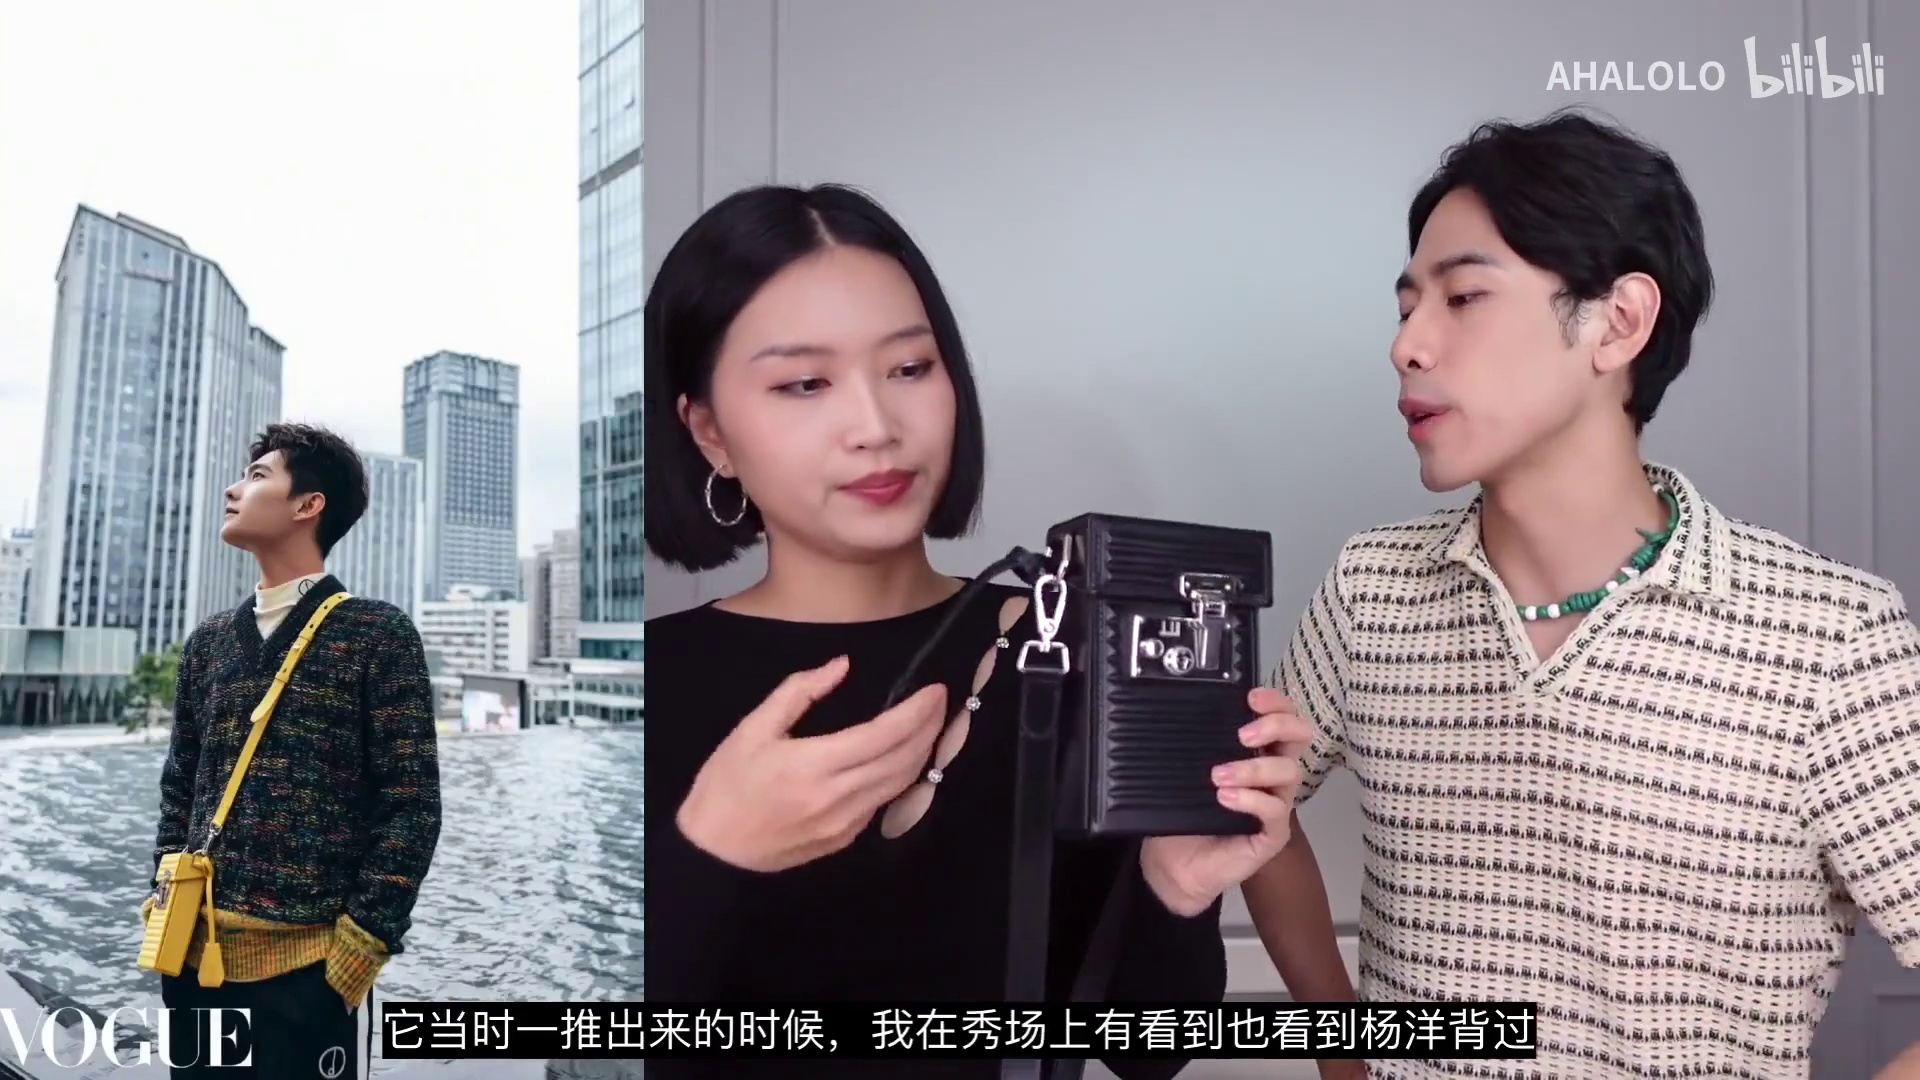 AHALOLO bilibili
VOGUE
它当时一推出来的时候，我在秀场上有看到也看到杨洋背过